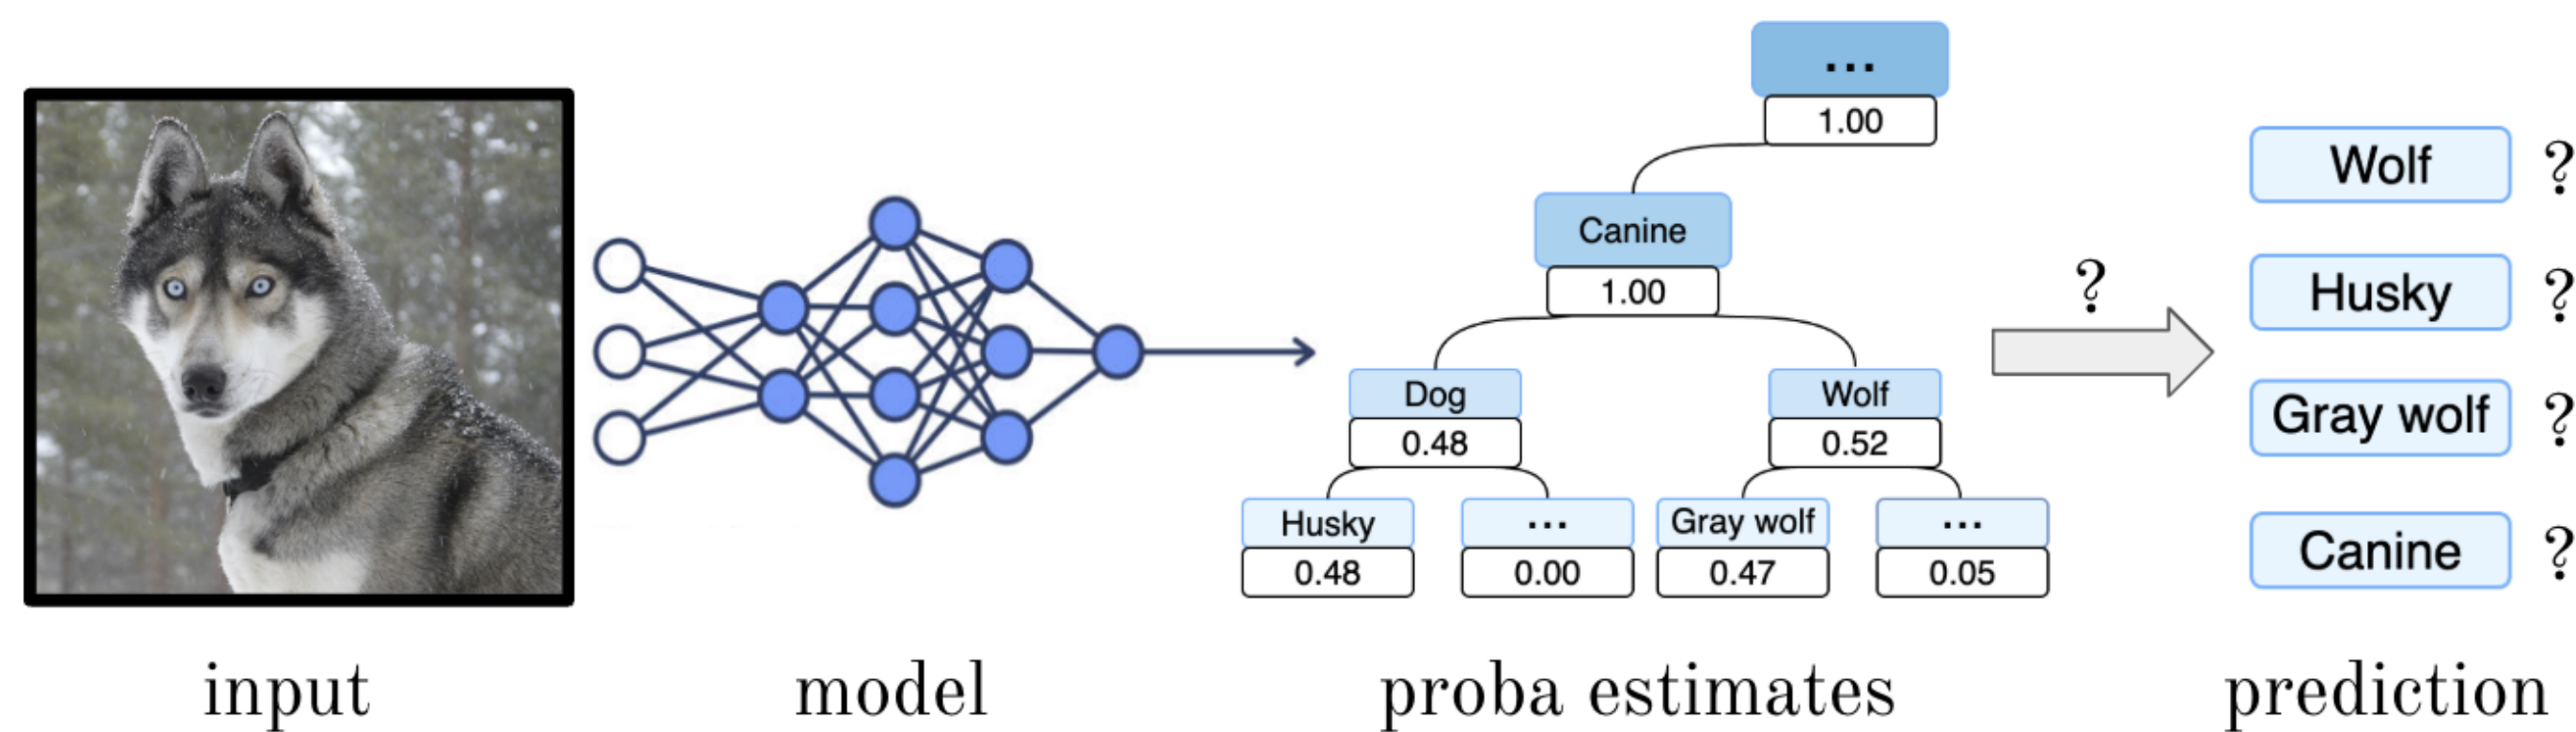 ...
1.00
Canine
1.00
Dog
0.48
Wolf
0.52
Husky
0.48
...
0.00
Gray wolf
0.47
...
0.05
?
Wolf ?
Husky ?
Gray wolf ?
Canine ?
input
model
proba estimates
prediction